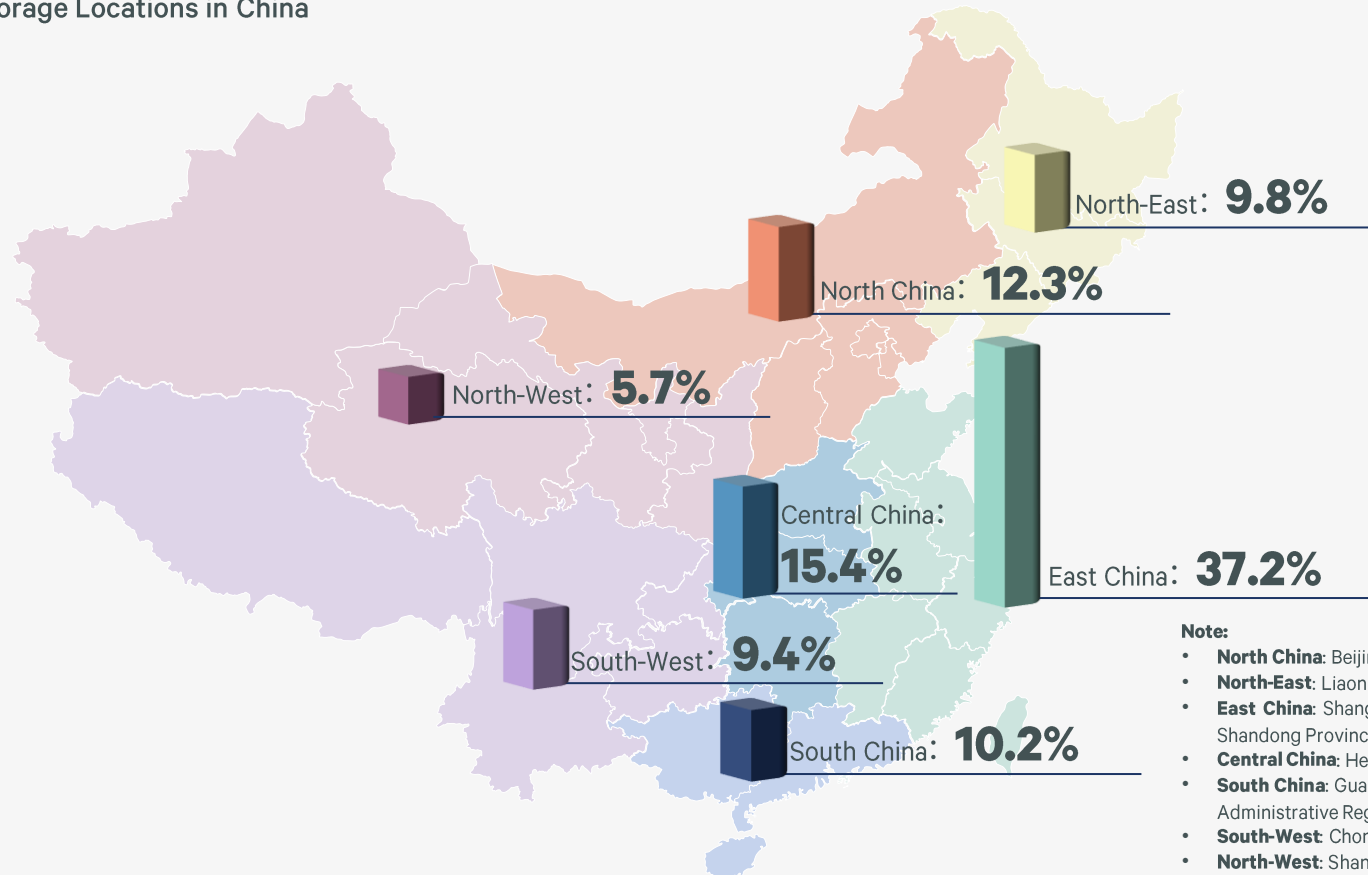 orage Locations in China
North-East: 9.8%
North China: 12.3%
North-West: 5.7%
Central China:
15.4%
East China: 37.2%
South-West: 9.4%
South China: 10.2%
Note:
• North China: Beiji
• North-East: Liaon
• East China: Shang
Shandong Provinc
• Central China: He
• South China: Gua
Administrative Reg
• South-West: Chon
• North-West: Shan